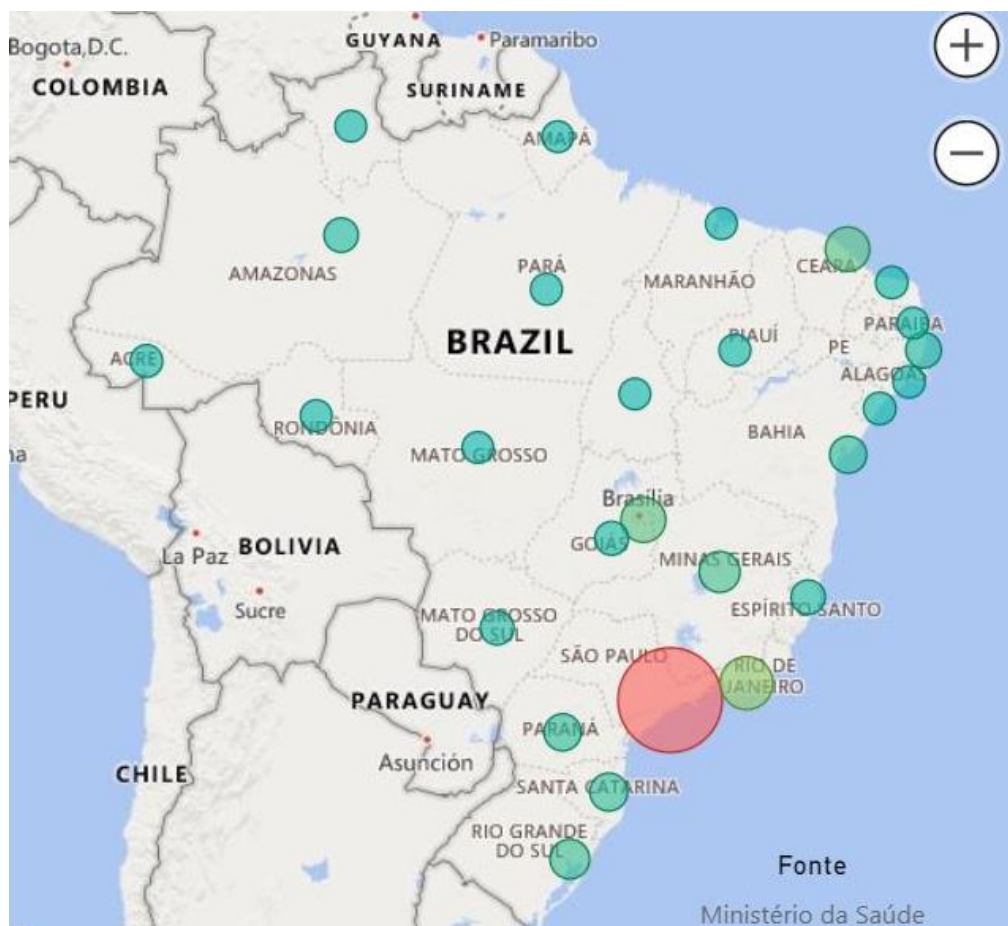 GUYANA
Paramaribo
Bogota,D.C.
COLOMBIA
SURINAME
AMAPÁ
AMAZONAS
PARÁ
MARANHÃO
CEARÁ
BRAZIL
PIAUÍ
PARAÍBA
PE
ALAGOAS
ACRE
PERU
RONDÔNIA
MATO GROSSO
BAHIA
Brasília
La Paz
BOLIVIA
GOIÁS
MINAS GERAIS
Sucre
MATO GROSSO
DO SUL
ESPÍRITO SANTO
SÃO PAULO
RIO DE
JANEIRO
PARAGUAY
PARANÁ
Asunción
CHILE
SANTA CATARINA
RIO GRANDE
DO SUL
Fonte
Ministério da Saúde